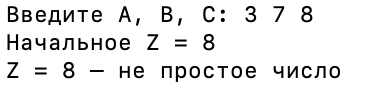 Введите A, B, C: 3 7 8
Начальное Z = 8
Z = 8 — не простое число